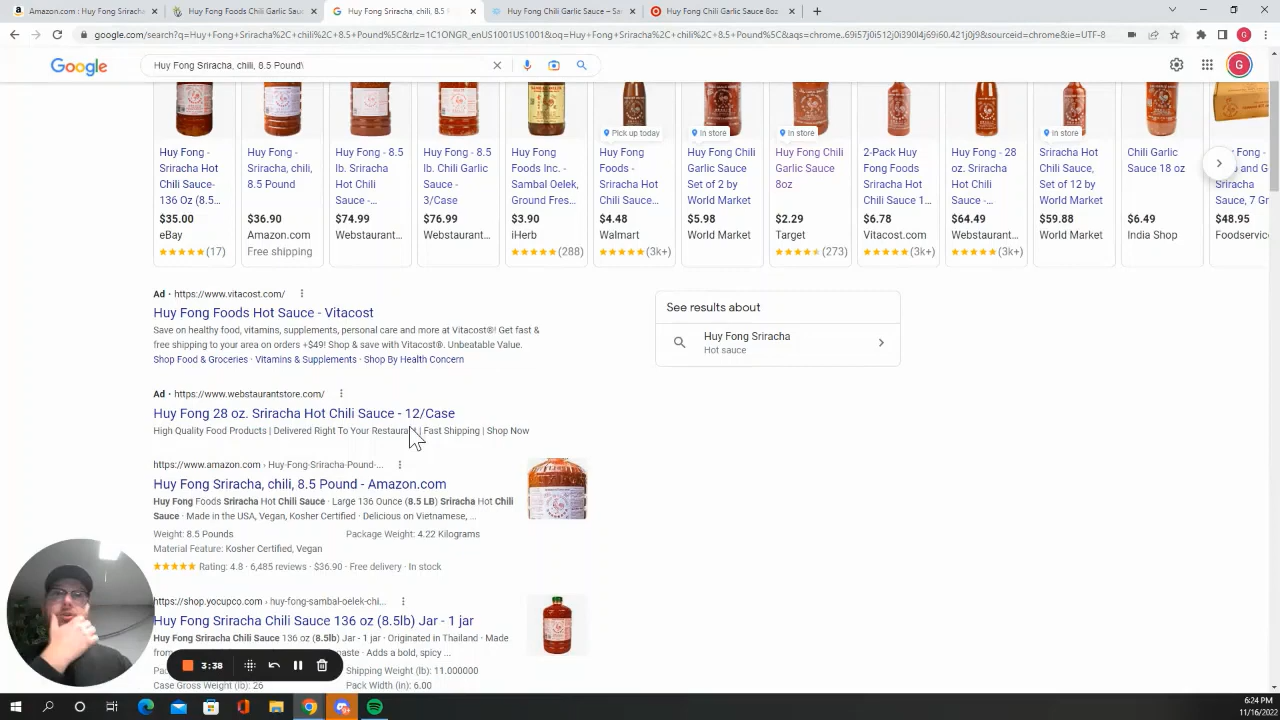 Amazon.com : Huy Fong Sriracha
Huy Fong Foods Chili Garlic Sauc
Huy Fong Sriracha, chili, 8.5 Po
Huy Fong Chili Garlic Sauce – Sa
Huy Fong Chili Garlic Sauce 8oz
google.com/search?q=Huy+Fong+Sriracha%2C+chili%2C+8.5+Pound%5C&rlz=1C1ONGR_enUS1001US1001&oq=Huy+Fong+Sriracha%2C+chili%2C+8.5+Pound%5C&aqs=chrome..69i57j0i512j0i390l4j69i60.421j0j9&sourceid=chrome&ie=UTF-8
G
Google
Huy Fong Sriracha, chili, 8.5 Pound\
G
Pick up today
In store
In store
In store
Huy Fong -
Sriracha Hot
Chili Sauce-
136 Oz (8.5...
$35.00
eBay
(17)
Huy Fong -
Sriracha, chili,
8.5 Pound
$36.90
Amazon.com
Free shipping
Huy Fong - 8.5
lb. Sriracha
Hot Chili
Sauce -...
$74.99
Webstaurant...
Huy Fong - 8.5
lb. Chili Garlic
Sauce -
3/Case
$76.99
Webstaurant...
Huy Fong
Foods Inc. -
Sambal Oelek,
Ground Fres...
$3.90
iHerb
(288)
Huy Fong
Foods -
Sriracha Hot
Chili Sauce...
$4.48
Walmart
(3k+)
Huy Fong Chili
Garlic Sauce
Set of 2 by
World Market
$5.98
World Market
Huy Fong Chili
Garlic Sauce
8oz
$2.29
Target
(273)
2-Pack Huy
Fong Foods
Sriracha Hot
Chili Sauce 1...
$6.78
Vitacost.com
(3k+)
Huy Fong - 28
oz. Sriracha
Hot Chili
Sauce -...
$64.49
Webstaurant...
(3k+)
Sriracha Hot
Chili Sauce,
Set of 12 by
World Market
$59.88
World Market
Chili Garlic
Sauce 18 oz
$6.49
India Shop
Fong -
o and G
Sriracha
Sauce, 7 Gr
$48.95
Foodservice
Ad · https://www.vitacost.com/
Huy Fong Foods Hot Sauce - Vitacost
Save on healthy food, vitamins, supplements, personal care and more at Vitacost®! Get fast &
free shipping to your area on orders +$49! Shop & save with Vitacost®. Unbeatable Value.
Shop Food & Groceries · Vitamins & Supplements · Shop By Health Concern
See results about
Huy Fong Sriracha
Hot sauce
Ad · https://www.webstaurantstore.com/
Huy Fong 28 oz. Sriracha Hot Chili Sauce - 12/Case
High Quality Food Products | Delivered Right To Your Restaurant | Fast Shipping | Shop Now
https://www.amazon.com › Huy-Fong-Sriracha-Pound-...
Huy Fong Sriracha, chili, 8.5 Pound - Amazon.com
Huy Fong Foods Sriracha Hot Chili Sauce · Large 136 Ounce (8.5 LB) Sriracha Hot Chili
Sauce · Made in the USA, Vegan, Kosher Certified · Delicious on Vietnamese, ...
Weight: 8.5 Pounds
Package Weight: 4.22 Kilograms
Material Feature: Kosher Certified, Vegan
Rating: 4.8 · 6,485 reviews · $36.90 · Free delivery · In stock
https://shop.yocupco.com › huy-fong-sambal-oelek-chi...
Huy Fong Sriracha Chili Sauce 136 oz (8.5lb) Jar - 1 jar
Huy Fong Sriracha Chili Sauce 136 oz (8.5lb) Jar - 1 jar · Originated in Thailand · Made
from paste · Adds a bold, spicy ...
Shipping Weight (lb): 11.000000
Case Gross Weight (lb): 26
Pack Width (in): 6.00
3:38
6:24 PM
11/16/2022